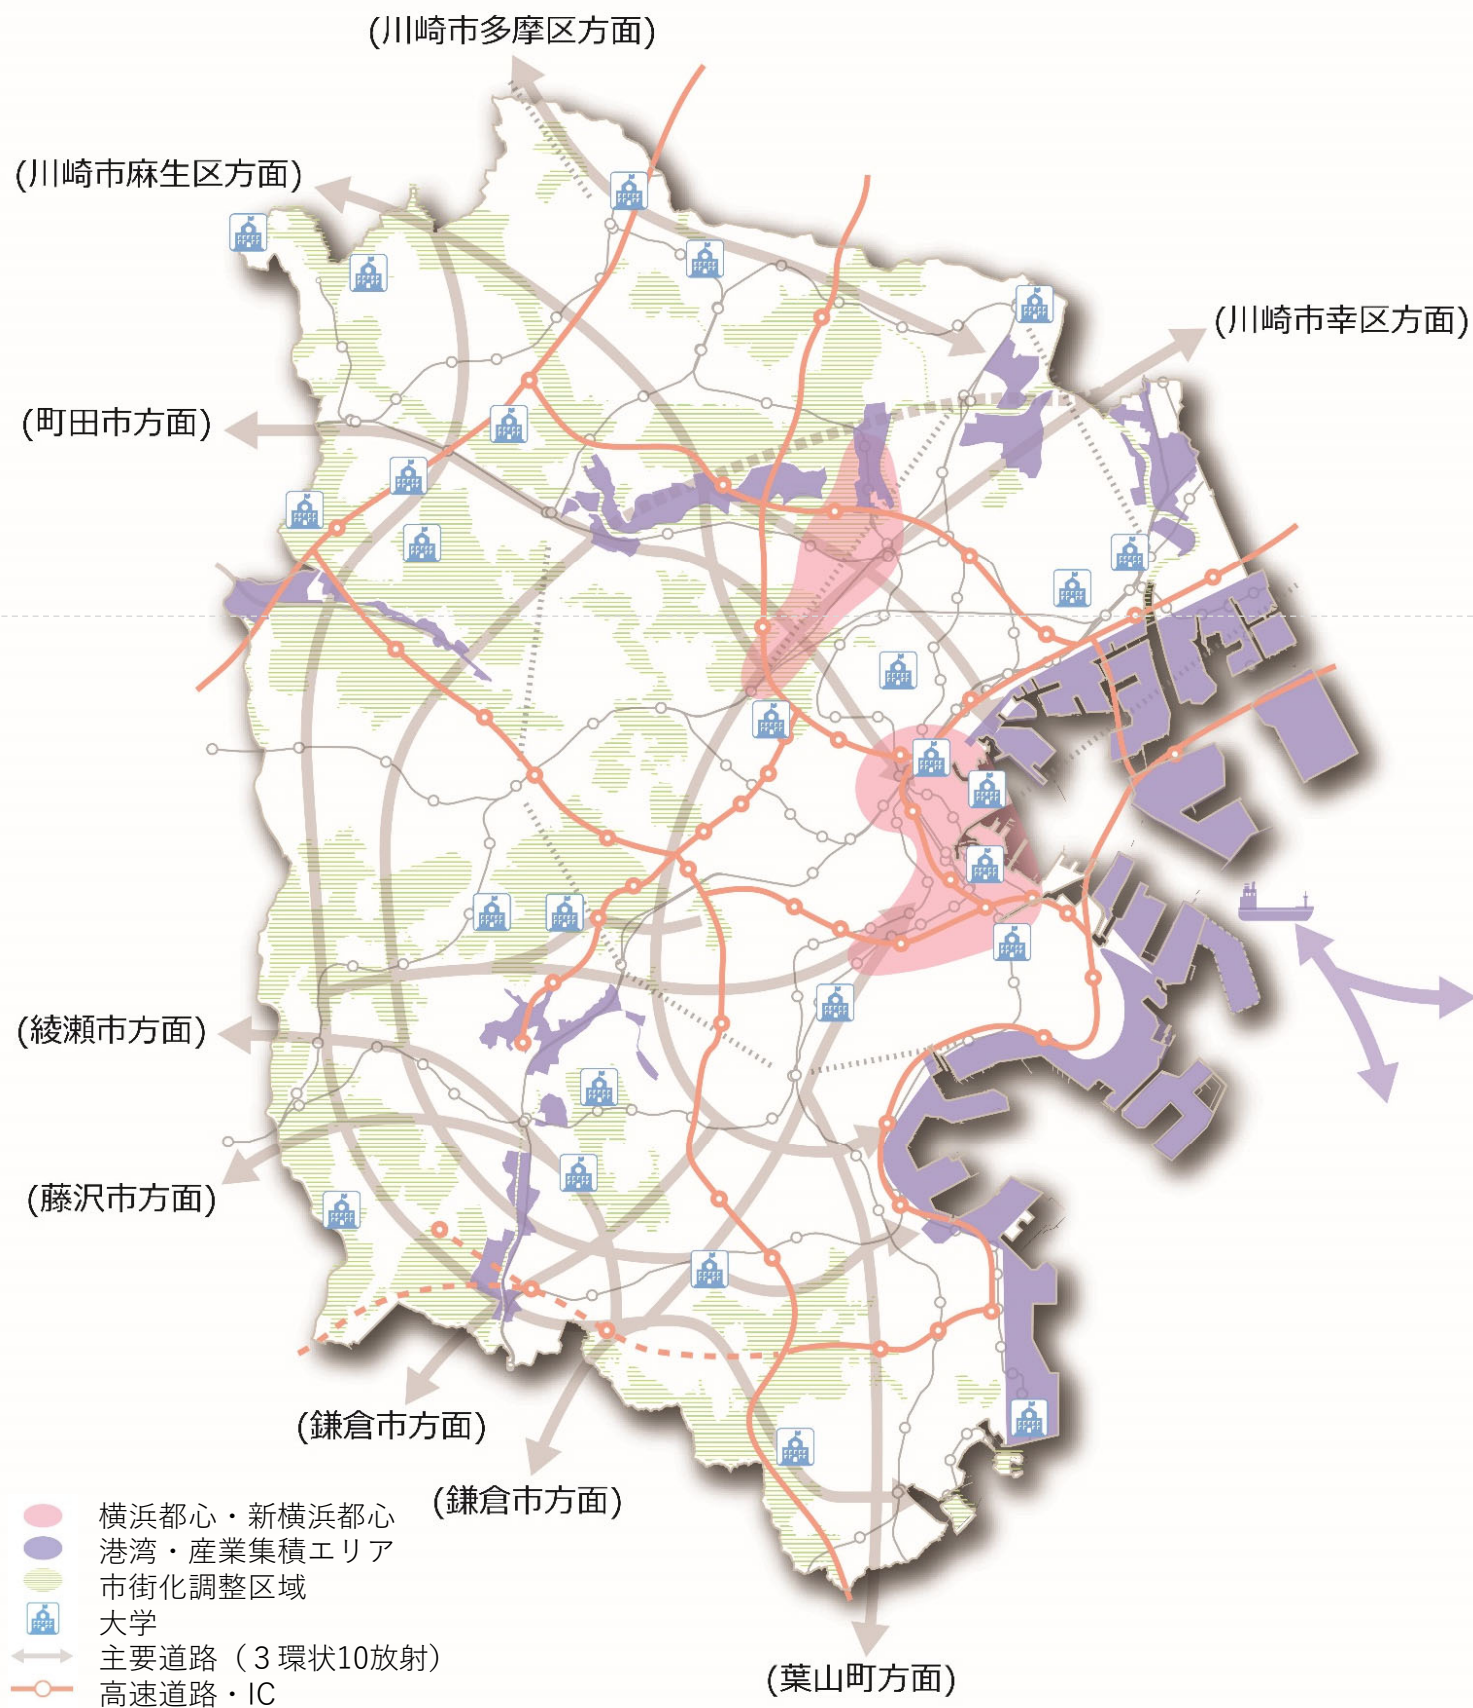 (川崎市多摩区方面)
(川崎市麻生区方面)
(川崎市幸区方面)
(町田市方面)
(綾瀬市方面)
(藤沢市方面)
(鎌倉市方面)
(鎌倉市方面)
(葉山町方面)
横浜都心・新横浜都心
港湾・産業集積エリア
市街化調整区域
大学
主要道路（３環状10放射）
高速道路・IC